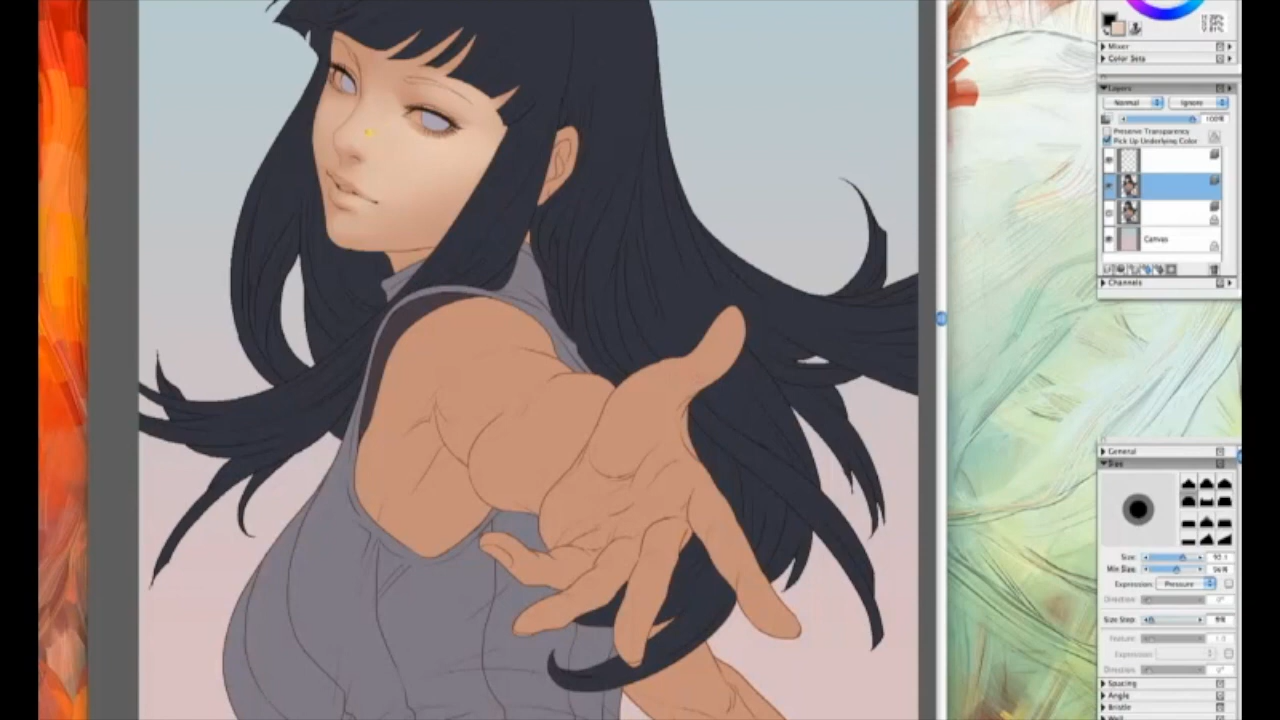 Mixer
Color Sets
Layers
Normal
Ignore
100%
Preserve Transparency
Pick Up Underlying Color
Canvas
Channels
General
Size
Size:
Min Size:
Expression: Pressure
Direction:
Size Step:
Feature:
Expression:
Direction:
Spacing
Angle
Bristle